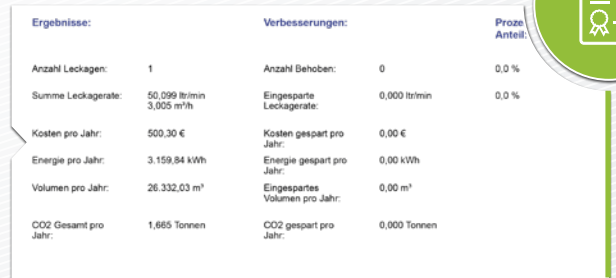 Ergebnisse: Verbesserungen:
Anteil:
Anzahl Leckagen: 1 Anzahl Behoben: 0 0,0 %
Summe Leckagerate: 50,099 ltr/min Eingesparte 0,000 ltr/min 0,0 %
3,005 m³/h Leckagerate:
Kosten pro Jahr: 500,30 € Kosten gespart pro 0,00 €
Jahr:
Energie pro Jahr: 3.159,84 kWh Energie gespart pro 0,00 kWh
Jahr:
Volumen pro Jahr: 26.332,03 m³ Eingespartes 0,00 m³
Volumen pro Jahr:
CO2 Gesamt pro 1,665 Tonnen CO2 gespart pro 0,000 Tonnen
Jahr: Jahr: